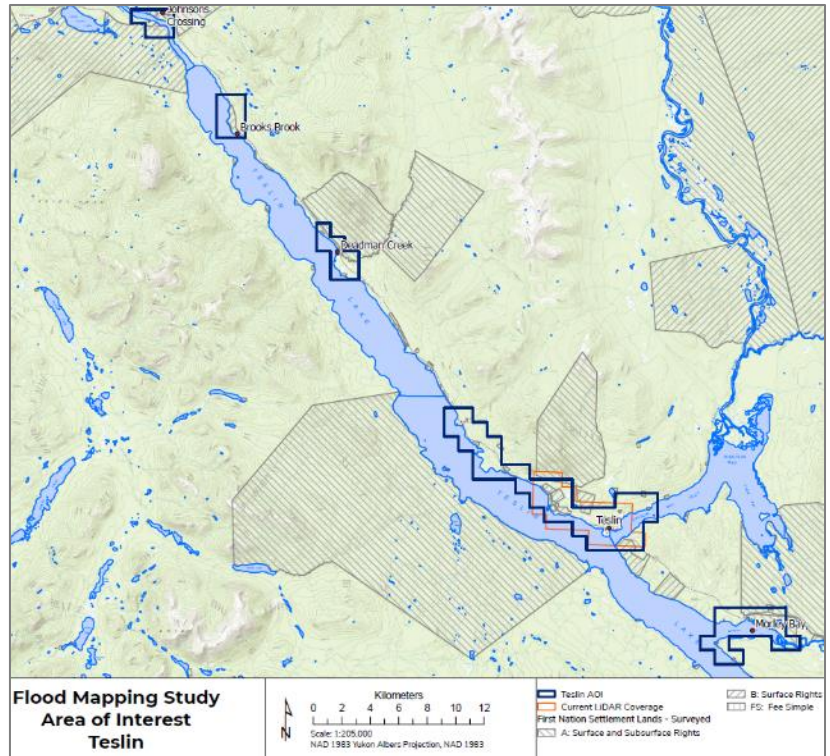 Johnsons
Crossing
Brooks Brook
Deadman Creek
TESLIN
LAKE
Teslin
Morley Bay
Flood Mapping Study
Area of Interest
Teslin
N
Kilometers
0 2 4 6 8 10 12
Scale: 1:205,000
NAD 1983 Yukon Albers Projection, NAD 1983
Teslin AOI
Current LiDAR Coverage
First Nation Settlement Lands - Surveyed
A: Surface and Subsurface Rights
B: Surface Rights
FS: Fee Simple